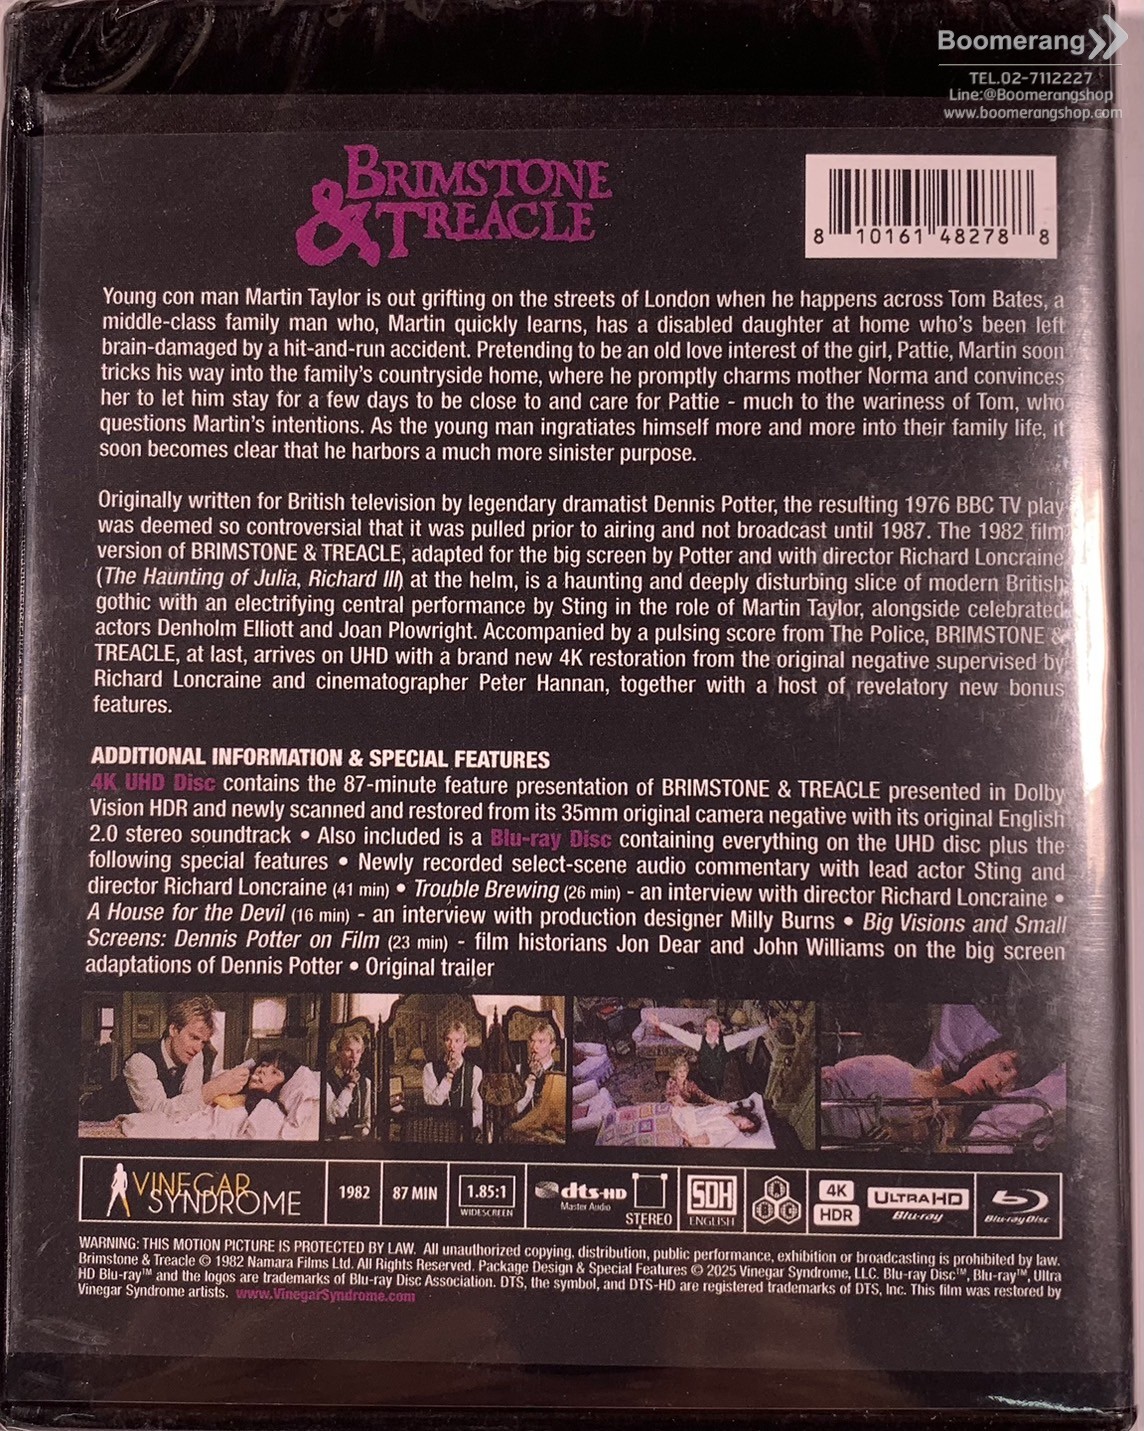 Boomerang
TEL.02-7112227
Line:@Boomerangshop
www.boomerangshop.com
BRIMSTONE
& TREACLE
8 10161 48278 8
Young con man Martin Taylor is out grifting on the streets of London when he happens across Tom Bates, a
middle-class family man who, Martin quickly learns, has a disabled daughter at home who's been left
brain-damaged by a hit-and-run accident. Pretending to be an old love interest of the girl, Pattie, Martin soon
tricks his way into the family's countryside home, where he promptly charms mother Norma and convinces
her to let him stay for a few days to be close to and care for Pattie - much to the wariness of Tom, who
questions Martin's intentions. As the young man ingratiates himself more and more into their family life, it
soon becomes clear that he harbors a much more sinister purpose.
Originally written for British television by legendary dramatist Dennis Potter, the resulting 1976 BBC TV play
was deemed so controversial that it was pulled prior to airing and not broadcast until 1987. The 1982 film
version of BRIMSTONE & TREACLE, adapted for the big screen by Potter and with director Richard Loncraine
(The Haunting of Julia, Richard III) at the helm, is a haunting and deeply disturbing slice of modern British
gothic with an electrifying central performance by Sting in the role of Martin Taylor, alongside celebrated
actors Denholm Elliott and Joan Plowright. Accompanied by a pulsing score from The Police, BRIMSTONE &
TREACLE, at last, arrives on UHD with a brand new 4K restoration from the original negative supervised by
Richard Loncraine and cinematographer Peter Hannan, together with a host of revelatory new bonus
features.
ADDITIONAL INFORMATION & SPECIAL FEATURES
4K UHD Disc contains the 87-minute feature presentation of BRIMSTONE & TREACLE presented in Dolby
Vision HDR and newly scanned and restored from its 35mm original camera negative with its original English
2.0 stereo soundtrack • Also included is a Blu-ray Disc containing everything on the UHD disc plus the
following special features • Newly recorded select-scene audio commentary with lead actor Sting and
director Richard Loncraine (41 min) • Trouble Brewing (26 min) - an interview with director Richard Loncraine •
A House for the Devil (16 min) - an interview with production designer Milly Burns • Big Visions and Small
Screens: Dennis Potter on Film (23 min) - film historians Jon Dear and John Williams on the big screen
adaptations of Dennis Potter • Original trailer
VINEGAR
SYNDROME
1982
87 MIN
1.85:1
WIDESCREEN
dts-HD
Master Audio
STEREO
SDH
ENGLISH
A B C
4K
HDR
ULTRA HD
Blu-ray
Blu-ray Disc
WARNING: THIS MOTION PICTURE IS PROTECTED BY LAW. All unauthorized copying, distribution, public performance, exhibition or broadcasting is prohibited by law.
Brimstone & Treacle © 1982 Namara Films Ltd. All Rights Reserved. Package Design & Special Features © 2025 Vinegar Syndrome, LLC. Blu-ray Disc™, Blu-ray™, Ultra
HD Blu-ray™ and the logos are trademarks of Blu-ray Disc Association. DTS, the symbol, and DTS-HD are registered trademarks of DTS, Inc. This film was restored by
Vinegar Syndrome artists. www.VinegarSyndrome.com